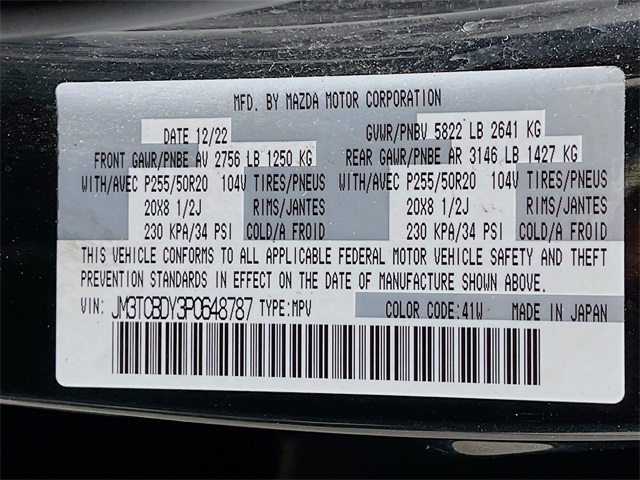 MFD. BY MAZDA MOTOR CORPORATION
DATE 12/22 GVWR/PNBV 5822 LB 2641 KG
FRONT GAWR/PNBE AV 2756 LB 1250 KG REAR GAWR/PNBE AR 3146 LB 1427 KG
WITH/AVEC P255/50R20 104V TIRES/PNEUS WITH/AVEC P255/50R20 104V TIRES/PNEUS
20X8 1/2J RIMS/JANTES 20X8 1/2J RIMS/JANTES
230 KPA/34 PSI COLD/A FROID 230 KPA/34 PSI COLD/A FROID
THIS VEHICLE CONFORMS TO ALL APPLICABLE FEDERAL MOTOR VEHICLE SAFETY AND THEFT
PREVENTION STANDARDS IN EFFECT ON THE DATE OF MANUFACTURE SHOWN ABOVE.
VIN: JM3TCBDY3P0648787 TYPE:MPV COLOR CODE:41W MADE IN JAPAN